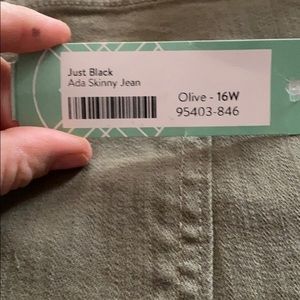 Just Black
Ada Skinny Jean
Olive - 16W
95403-846